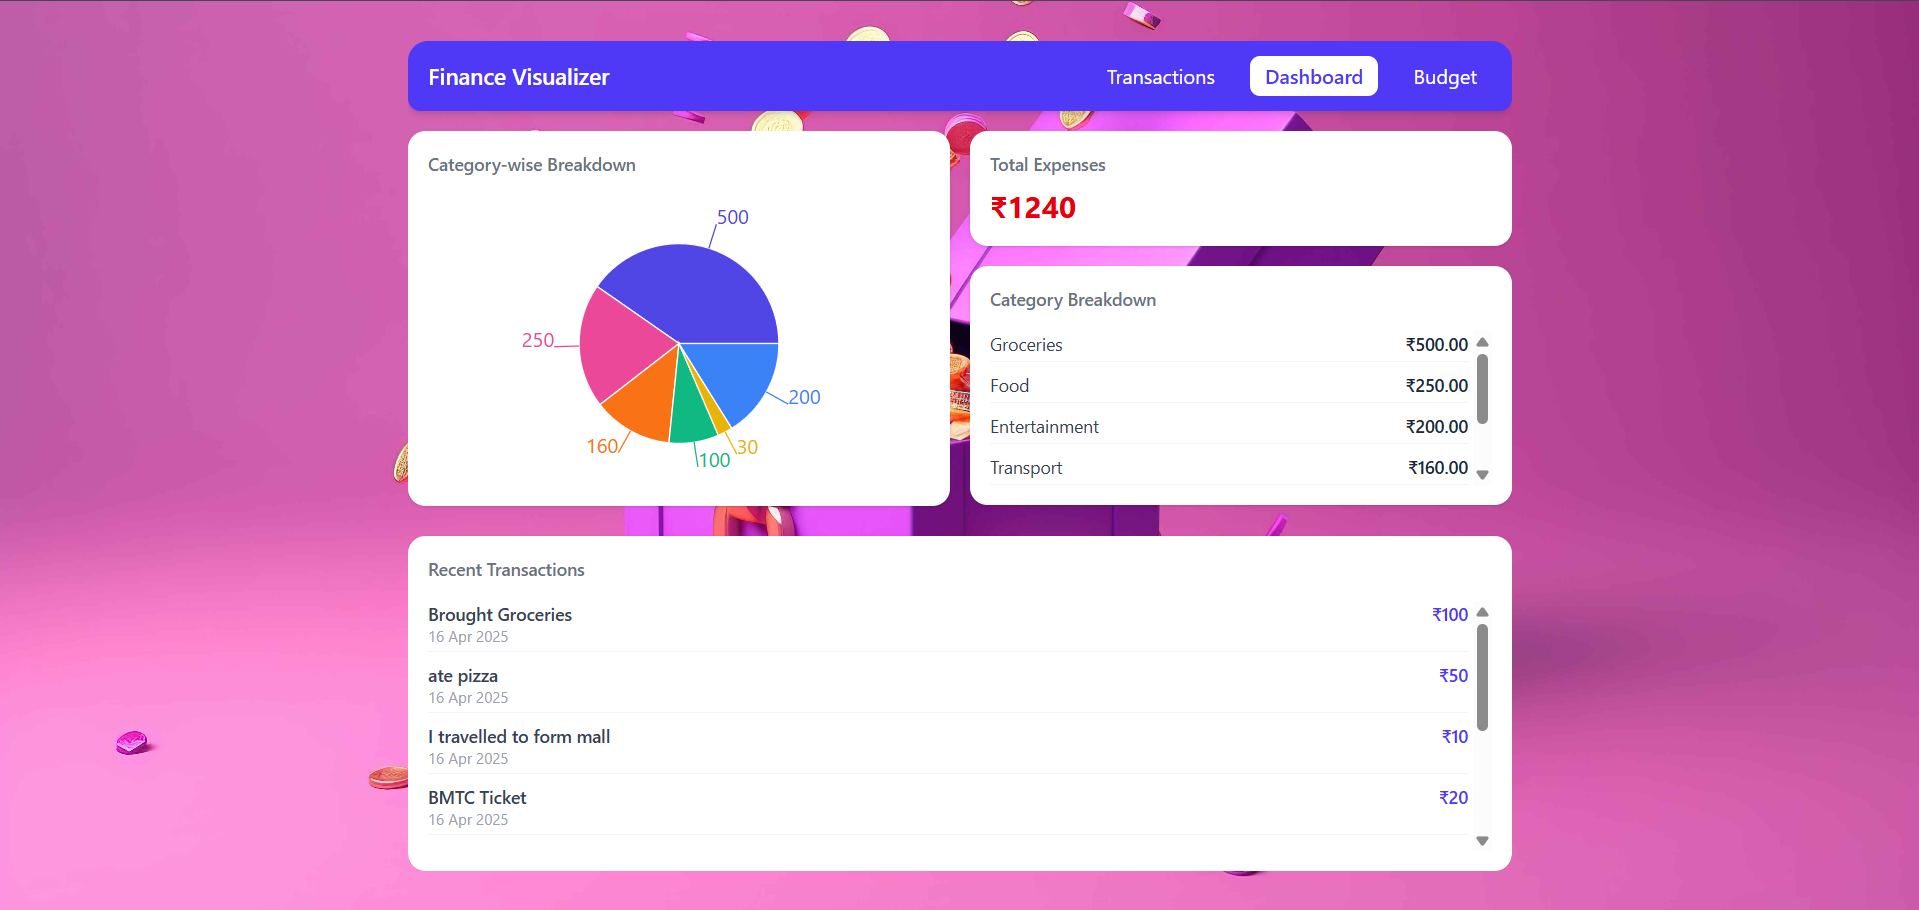 Finance Visualizer
Transactions
Dashboard
Budget
Category-wise Breakdown
500
250
200
160
100
30
Total Expenses
₹1240
Category Breakdown
Groceries ₹500.00
Food ₹250.00
Entertainment ₹200.00
Transport ₹160.00
Recent Transactions
Brought Groceries ₹100
16 Apr 2025
ate pizza ₹50
16 Apr 2025
I travelled to form mall ₹10
16 Apr 2025
BMTC Ticket ₹20
16 Apr 2025